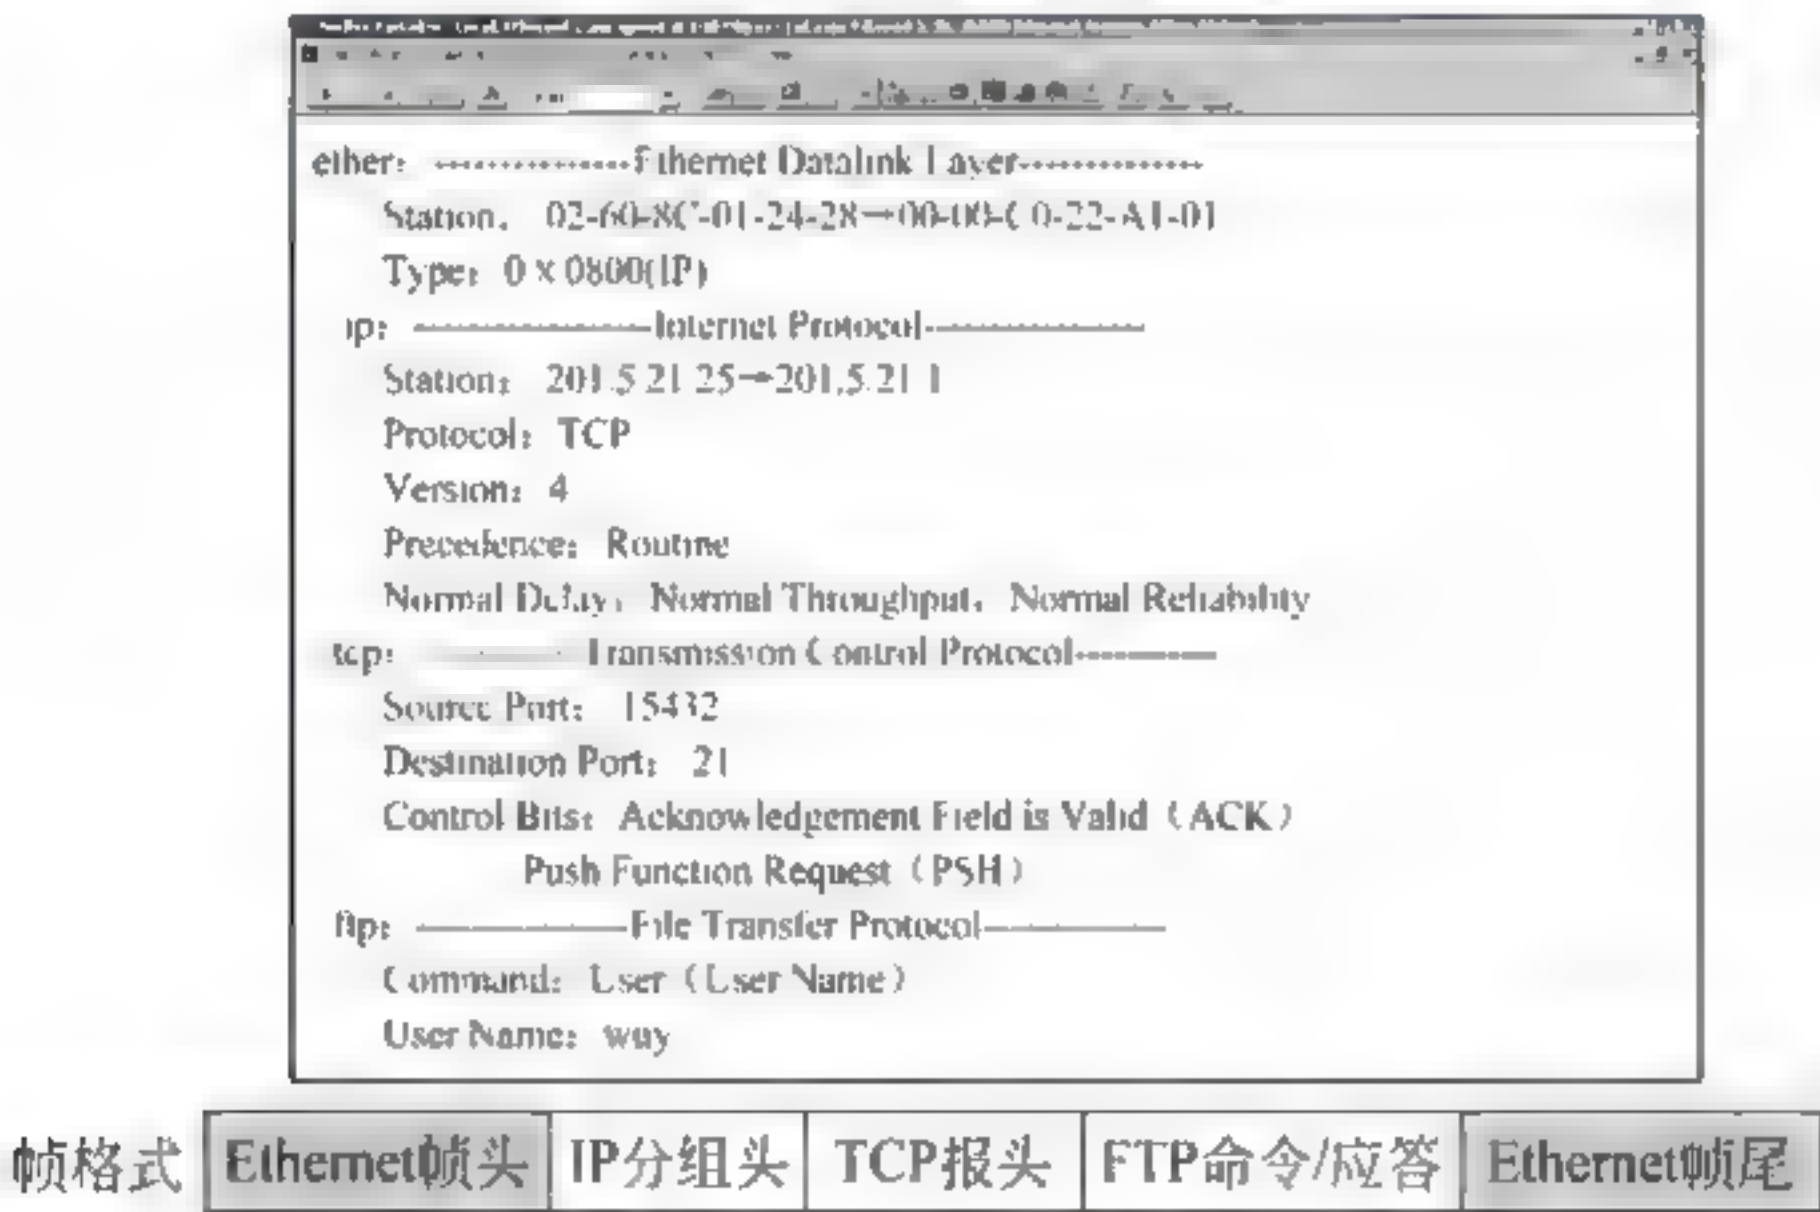 ether: ---------------Ethernet Datalink Layer--------------
Station: 02-60-8C-01-24-28→00-00-C0-22-A1-01
Type: 0×0800(IP)
ip: ------------------Internet Protocol-----------------
Station: 201.5.21.25→201.5.21.1
Protocol: TCP
Version: 4
Precedence: Routine
Normal Delay, Normal Throughput, Normal Reliability
tcp: ------------Transmission Control Protocol-----------
Source Port: 15432
Destination Port: 21
Control Bits: Acknowledgement Field is Valid (ACK)
Push Function Request (PSH)
ftp: ----------------File Transfer Protocol--------------
Command: User (User Name)
User Name: wuy
帧格式 Ethernet帧头 IP分组头 TCP报头 FTP命令/应答 Ethernet帧尾